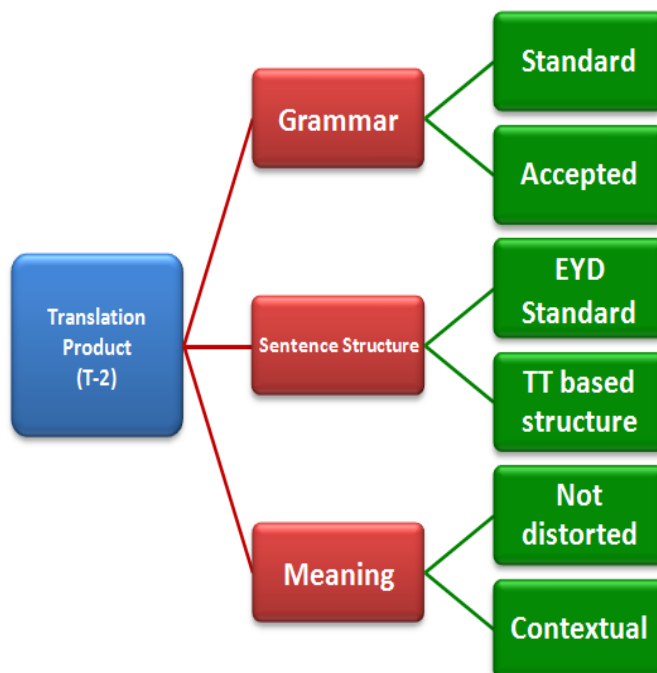 Translation
Product
(T-2)
Grammar
Standard
Accepted
Sentence Structure
EYD
Standard
TT based
structure
Meaning
Not
distorted
Contextual